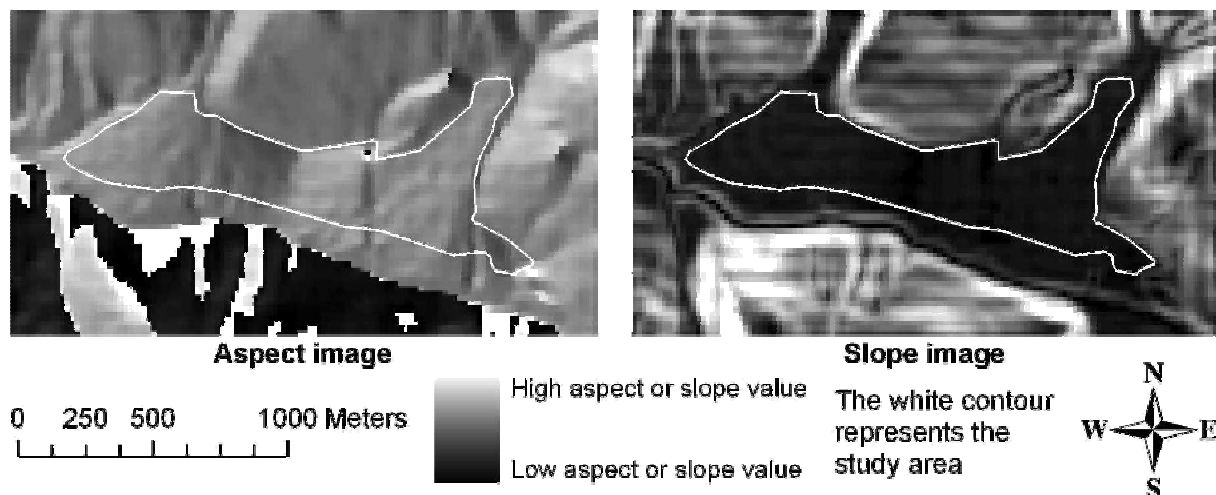 Aspect image
Slope image
0 250 500 1000 Meters
High aspect or slope value
Low aspect or slope value
The white contour
represents the
study area
N
W E
S